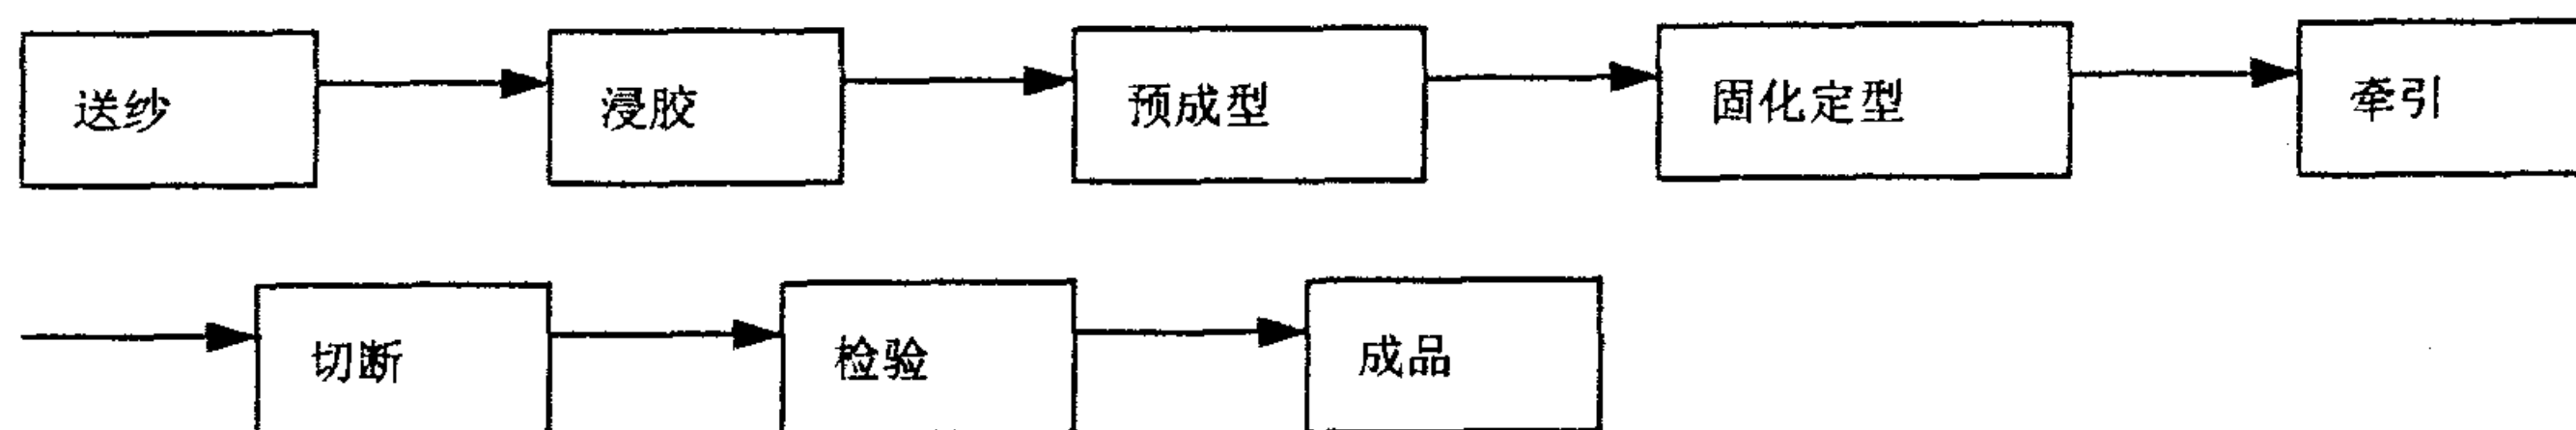 送纱 浸胶 预成型 固化定型 牵引
切断 检验 成品